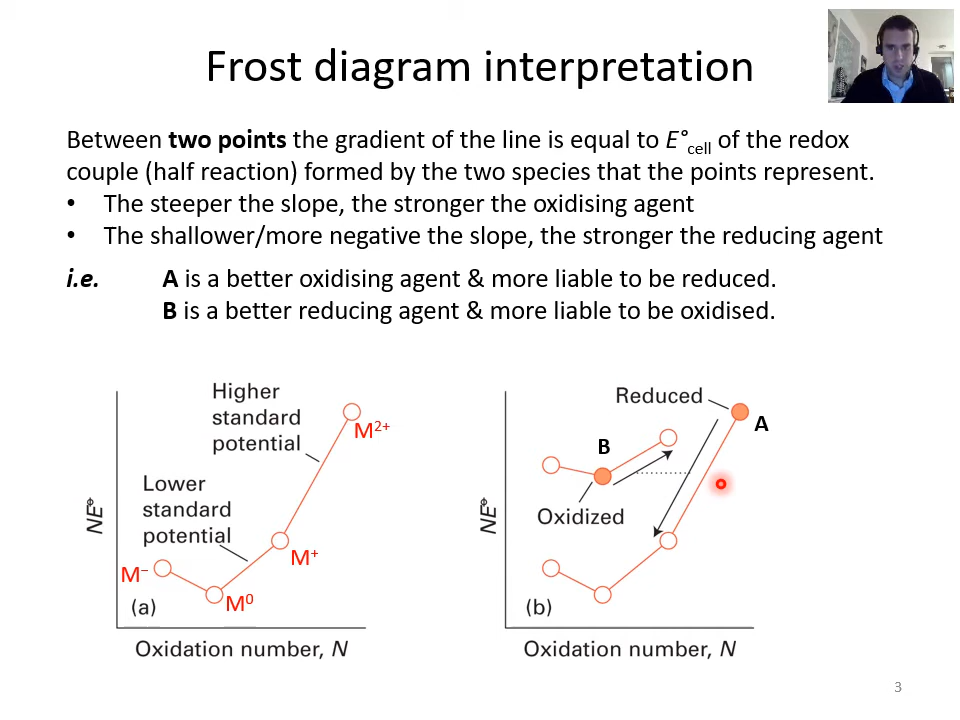 Frost diagram interpretation
Between two points the gradient of the line is equal to E°cell of the redox
couple (half reaction) formed by the two species that the points represent.
• The steeper the slope, the stronger the oxidising agent
• The shallower/more negative the slope, the stronger the reducing agent
i.e. A is a better oxidising agent & more liable to be reduced.
B is a better reducing agent & more liable to be oxidised.
Higher
standard
potential
M²⁺
Lower
standard
potential
NE⦵
M⁻
M⁺
M⁰
(a)
Oxidation number, N
Reduced
A
B
Oxidized
NE⦵
(b)
Oxidation number, N
3